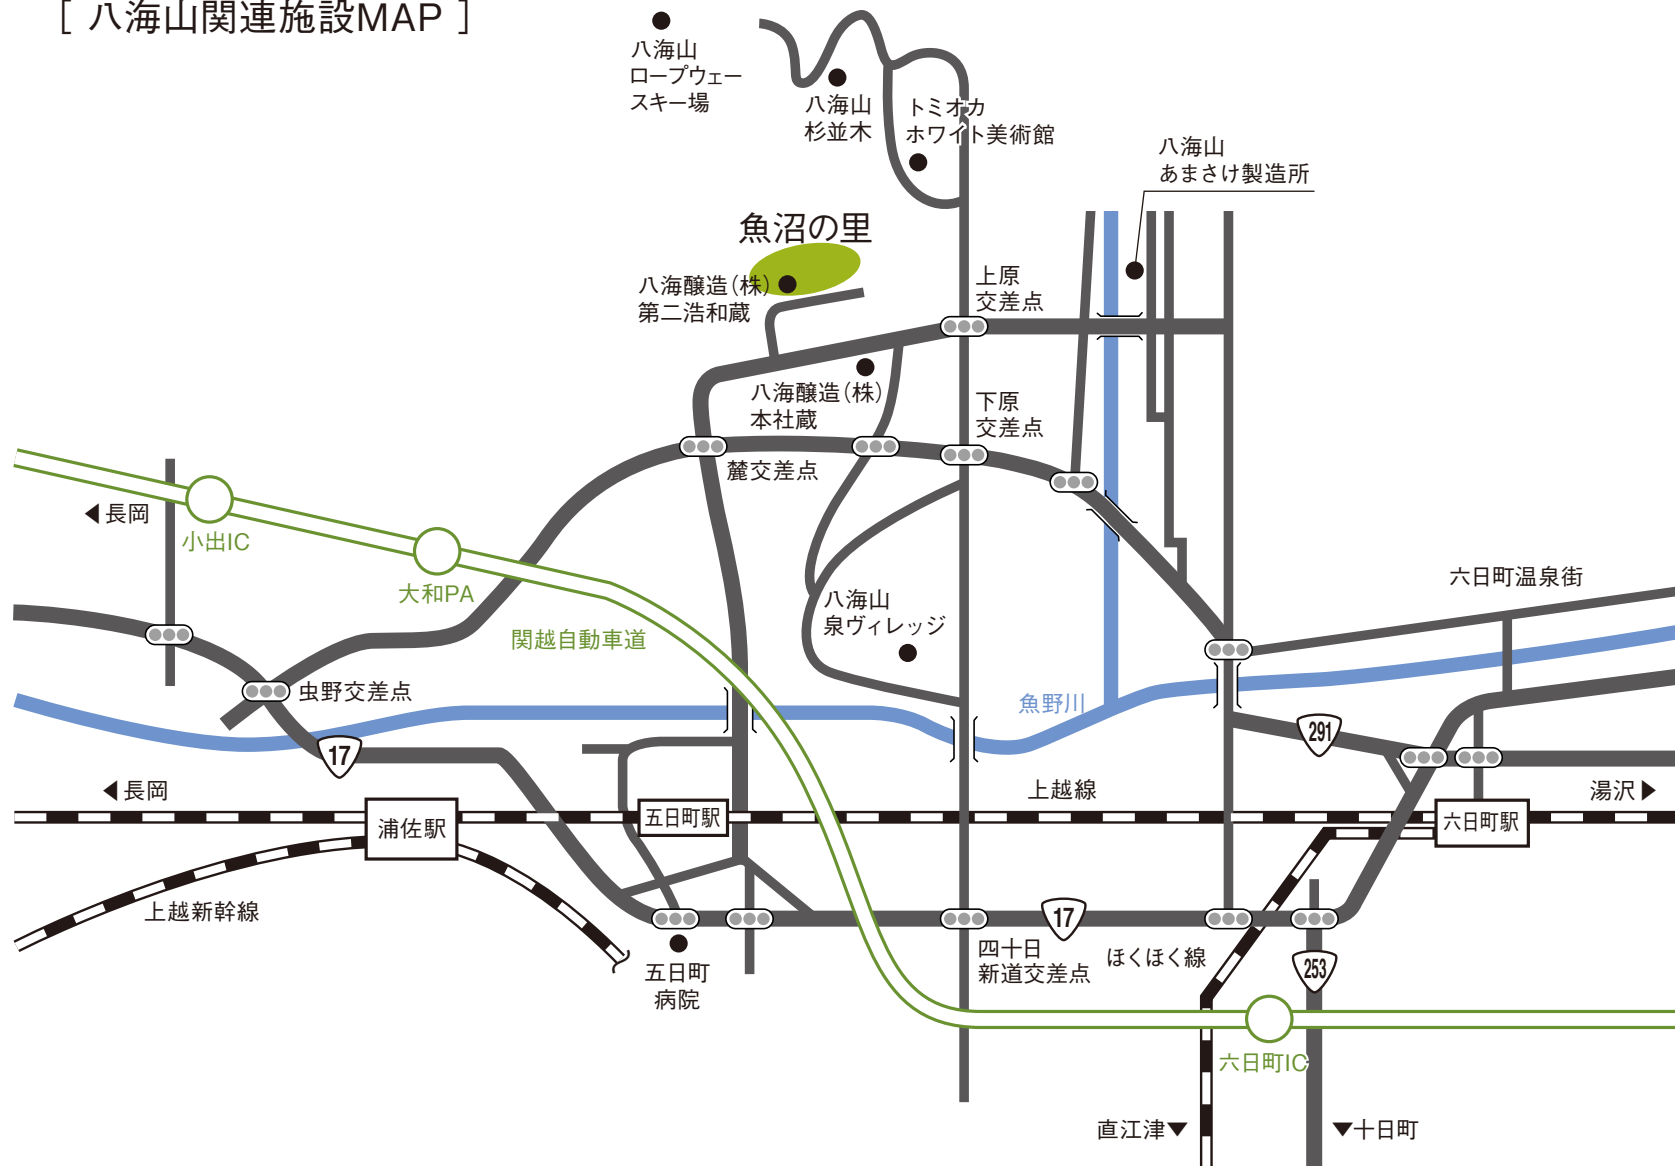 [ 八海山関連施設MAP ]
八海山
ロープウェー
スキー場
八海山
杉並木
トミオカ
ホワイト美術館
八海山
あまさけ製造所
魚沼の里
八海醸造(株)
第二浩和蔵
上原
交差点
八海醸造(株)
本社蔵
下原
交差点
麓交差点
◀長岡
小出IC
大和PA
関越自動車道
八海山
泉ヴィレッジ
六日町温泉街
虫野交差点
魚野川
17
291
◀長岡
上越線
湯沢▶
浦佐駅
五日町駅
六日町駅
上越新幹線
17
四十日
新道交差点
ほくほく線
253
五日町
病院
六日町IC
直江津▼
▼十日町